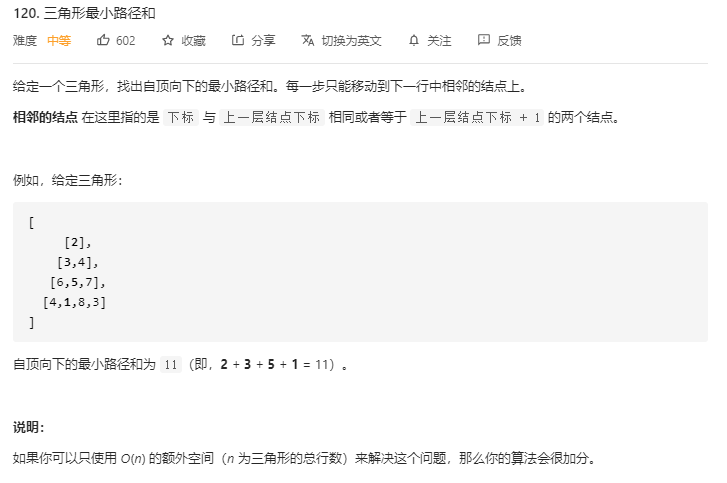 120. 三角形最小路径和
难度 中等 602 收藏 分享 切换为英文 关注 反馈
给定一个三角形，找出自顶向下的最小路径和。每一步只能移动到下一行中相邻的结点上。
相邻的结点 在这里指的是 下标 与 上一层结点下标 相同或者等于 上一层结点下标 + 1 的两个结点。
例如，给定三角形：
[
[2],
[3,4],
[6,5,7],
[4,1,8,3]
]
自顶向下的最小路径和为 11（即，2 + 3 + 5 + 1 = 11）。
说明：
如果你可以只使用 O(n) 的额外空间（n 为三角形的总行数）来解决这个问题，那么你的算法会很加分。